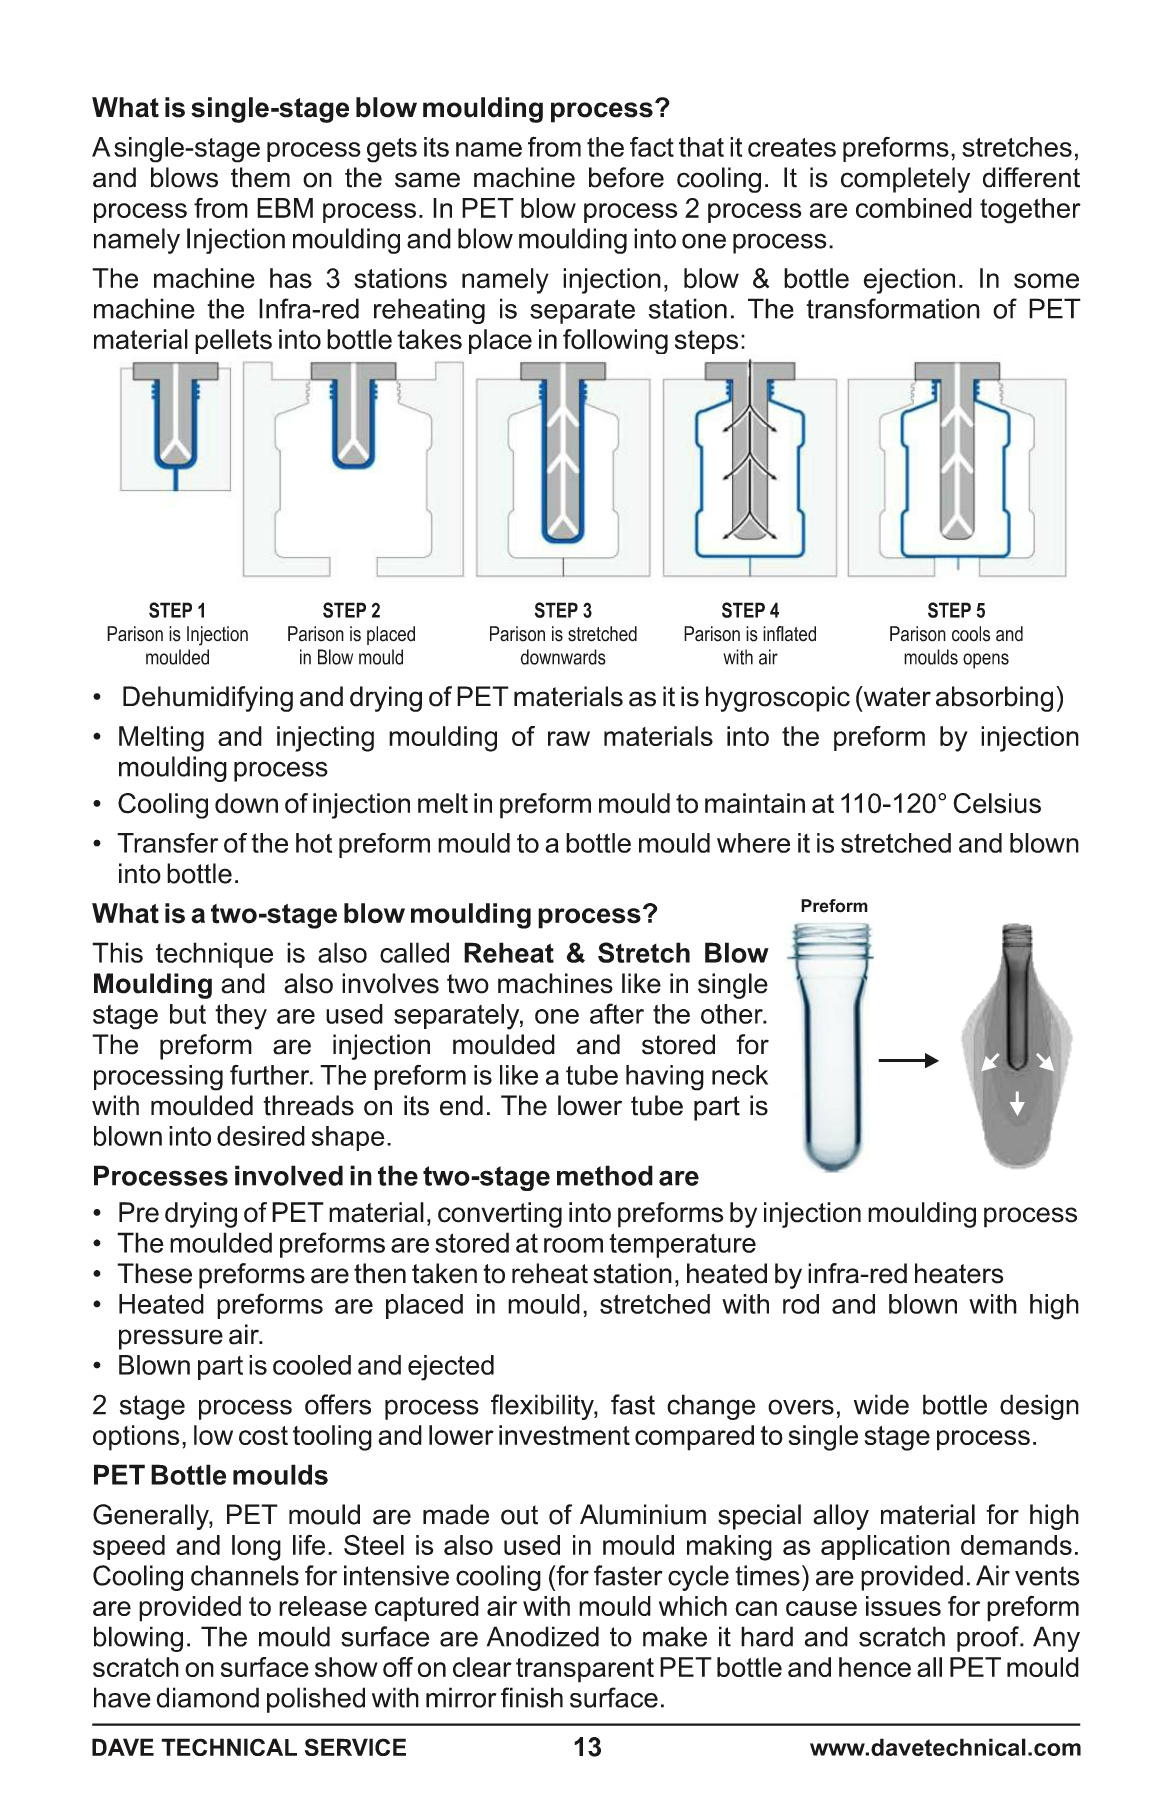 What is single-stage blow moulding process?
A single-stage process gets its name from the fact that it creates preforms, stretches,
and blows them on the same machine before cooling. It is completely different
process from EBM process. In PET blow process 2 process are combined together
namely Injection moulding and blow moulding into one process.
The machine has 3 stations namely injection, blow & bottle ejection. In some
machine the Infra-red reheating is separate station. The transformation of PET
material pellets into bottle takes place in following steps:
STEP 1
Parison is Injection
moulded
STEP 2
Parison is placed
in Blow mould
STEP 3
Parison is stretched
downwards
STEP 4
Parison is inflated
with air
STEP 5
Parison cools and
moulds opens
• Dehumidifying and drying of PET materials as it is hygroscopic (water absorbing)
• Melting and injecting moulding of raw materials into the preform by injection
moulding process
• Cooling down of injection melt in preform mould to maintain at 110-120° Celsius
• Transfer of the hot preform mould to a bottle mould where it is stretched and blown
into bottle.
What is a two-stage blow moulding process?
This technique is also called Reheat & Stretch Blow
Moulding and also involves two machines like in single
stage but they are used separately, one after the other.
The preform are injection moulded and stored for
processing further. The preform is like a tube having neck
with moulded threads on its end. The lower tube part is
blown into desired shape.
Preform
Processes involved in the two-stage method are
• Pre drying of PET material, converting into preforms by injection moulding process
• The moulded preforms are stored at room temperature
• These preforms are then taken to reheat station, heated by infra-red heaters
• Heated preforms are placed in mould, stretched with rod and blown with high
pressure air.
• Blown part is cooled and ejected
2 stage process offers process flexibility, fast change overs, wide bottle design
options, low cost tooling and lower investment compared to single stage process.
PET Bottle moulds
Generally, PET mould are made out of Aluminium special alloy material for high
speed and long life. Steel is also used in mould making as application demands.
Cooling channels for intensive cooling (for faster cycle times) are provided. Air vents
are provided to release captured air with mould which can cause issues for preform
blowing. The mould surface are Anodized to make it hard and scratch proof. Any
scratch on surface show off on clear transparent PET bottle and hence all PET mould
have diamond polished with mirror finish surface.
DAVE TECHNICAL SERVICE
13
www.davetechnical.com